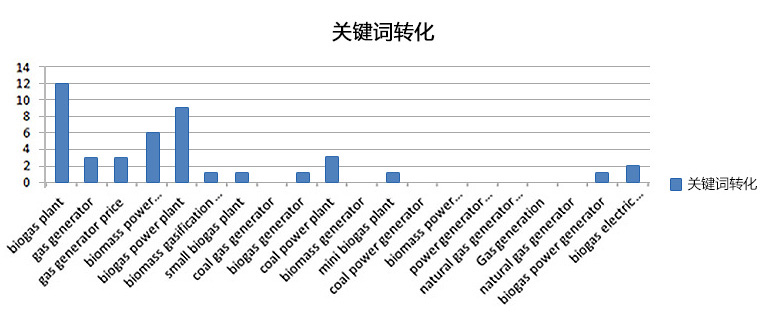 关键词转化
14
12
10
8
6
4
2
0
biogas plant
gas generator
gas generator price
biomass power...
biogas power plant
biomass gasification...
small biogas plant
coal gas generator
biogas generator
coal power plant
biomass generator
mini biogas plant
coal power generator
biomass power...
power generator...
natural gas generator...
Gas generation
natural gas generator
biogas power generator
biogas electric...
关键词转化